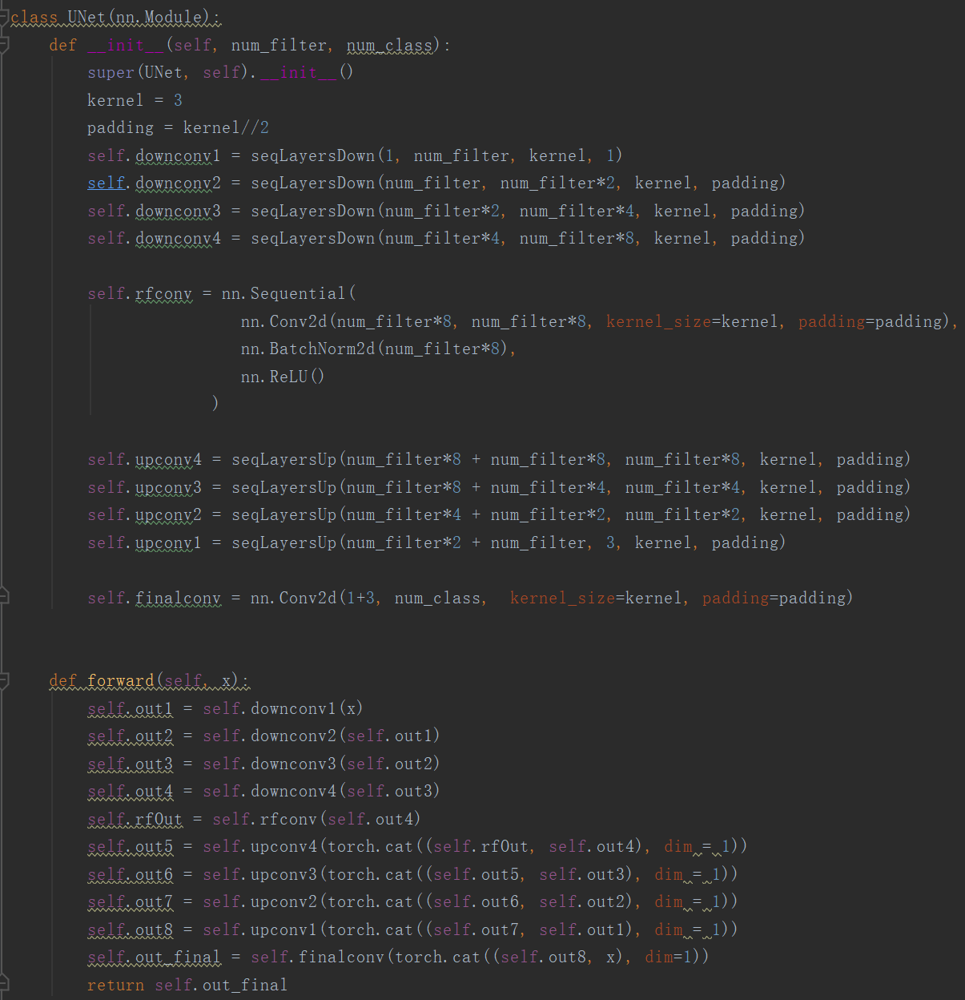 class UNet(nn.Module):
    def __init__(self, num_filter, num_class):
        super(UNet, self).__init__()
        kernel = 3
        padding = kernel//2
        self.downconv1 = seqLayersDown(1, num_filter, kernel, 1)
        self.downconv2 = seqLayersDown(num_filter, num_filter*2, kernel, padding)
        self.downconv3 = seqLayersDown(num_filter*2, num_filter*4, kernel, padding)
        self.downconv4 = seqLayersDown(num_filter*4, num_filter*8, kernel, padding)

        self.rfconv = nn.Sequential(
                        nn.Conv2d(num_filter*8, num_filter*8, kernel_size=kernel, padding=padding),
                        nn.BatchNorm2d(num_filter*8),
                        nn.ReLU()
                     )

        self.upconv4 = seqLayersUp(num_filter*8 + num_filter*8, num_filter*8, kernel, padding)
        self.upconv3 = seqLayersUp(num_filter*8 + num_filter*4, num_filter*4, kernel, padding)
        self.upconv2 = seqLayersUp(num_filter*4 + num_filter*2, num_filter*2, kernel, padding)
        self.upconv1 = seqLayersUp(num_filter*2 + num_filter, 3, kernel, padding)

        self.finalconv = nn.Conv2d(1+3, num_class,  kernel_size=kernel, padding=padding)


    def forward(self, x):
        self.out1 = self.downconv1(x)
        self.out2 = self.downconv2(self.out1)
        self.out3 = self.downconv3(self.out2)
        self.out4 = self.downconv4(self.out3)
        self.rfOut = self.rfconv(self.out4)
        self.out5 = self.upconv4(torch.cat((self.rfOut, self.out4), dim = 1))
        self.out6 = self.upconv3(torch.cat((self.out5, self.out3), dim = 1))
        self.out7 = self.upconv2(torch.cat((self.out6, self.out2), dim = 1))
        self.out8 = self.upconv1(torch.cat((self.out7, self.out1), dim = 1))
        self.out_final = self.finalconv(torch.cat((self.out8, x), dim=1))
        return self.out_final